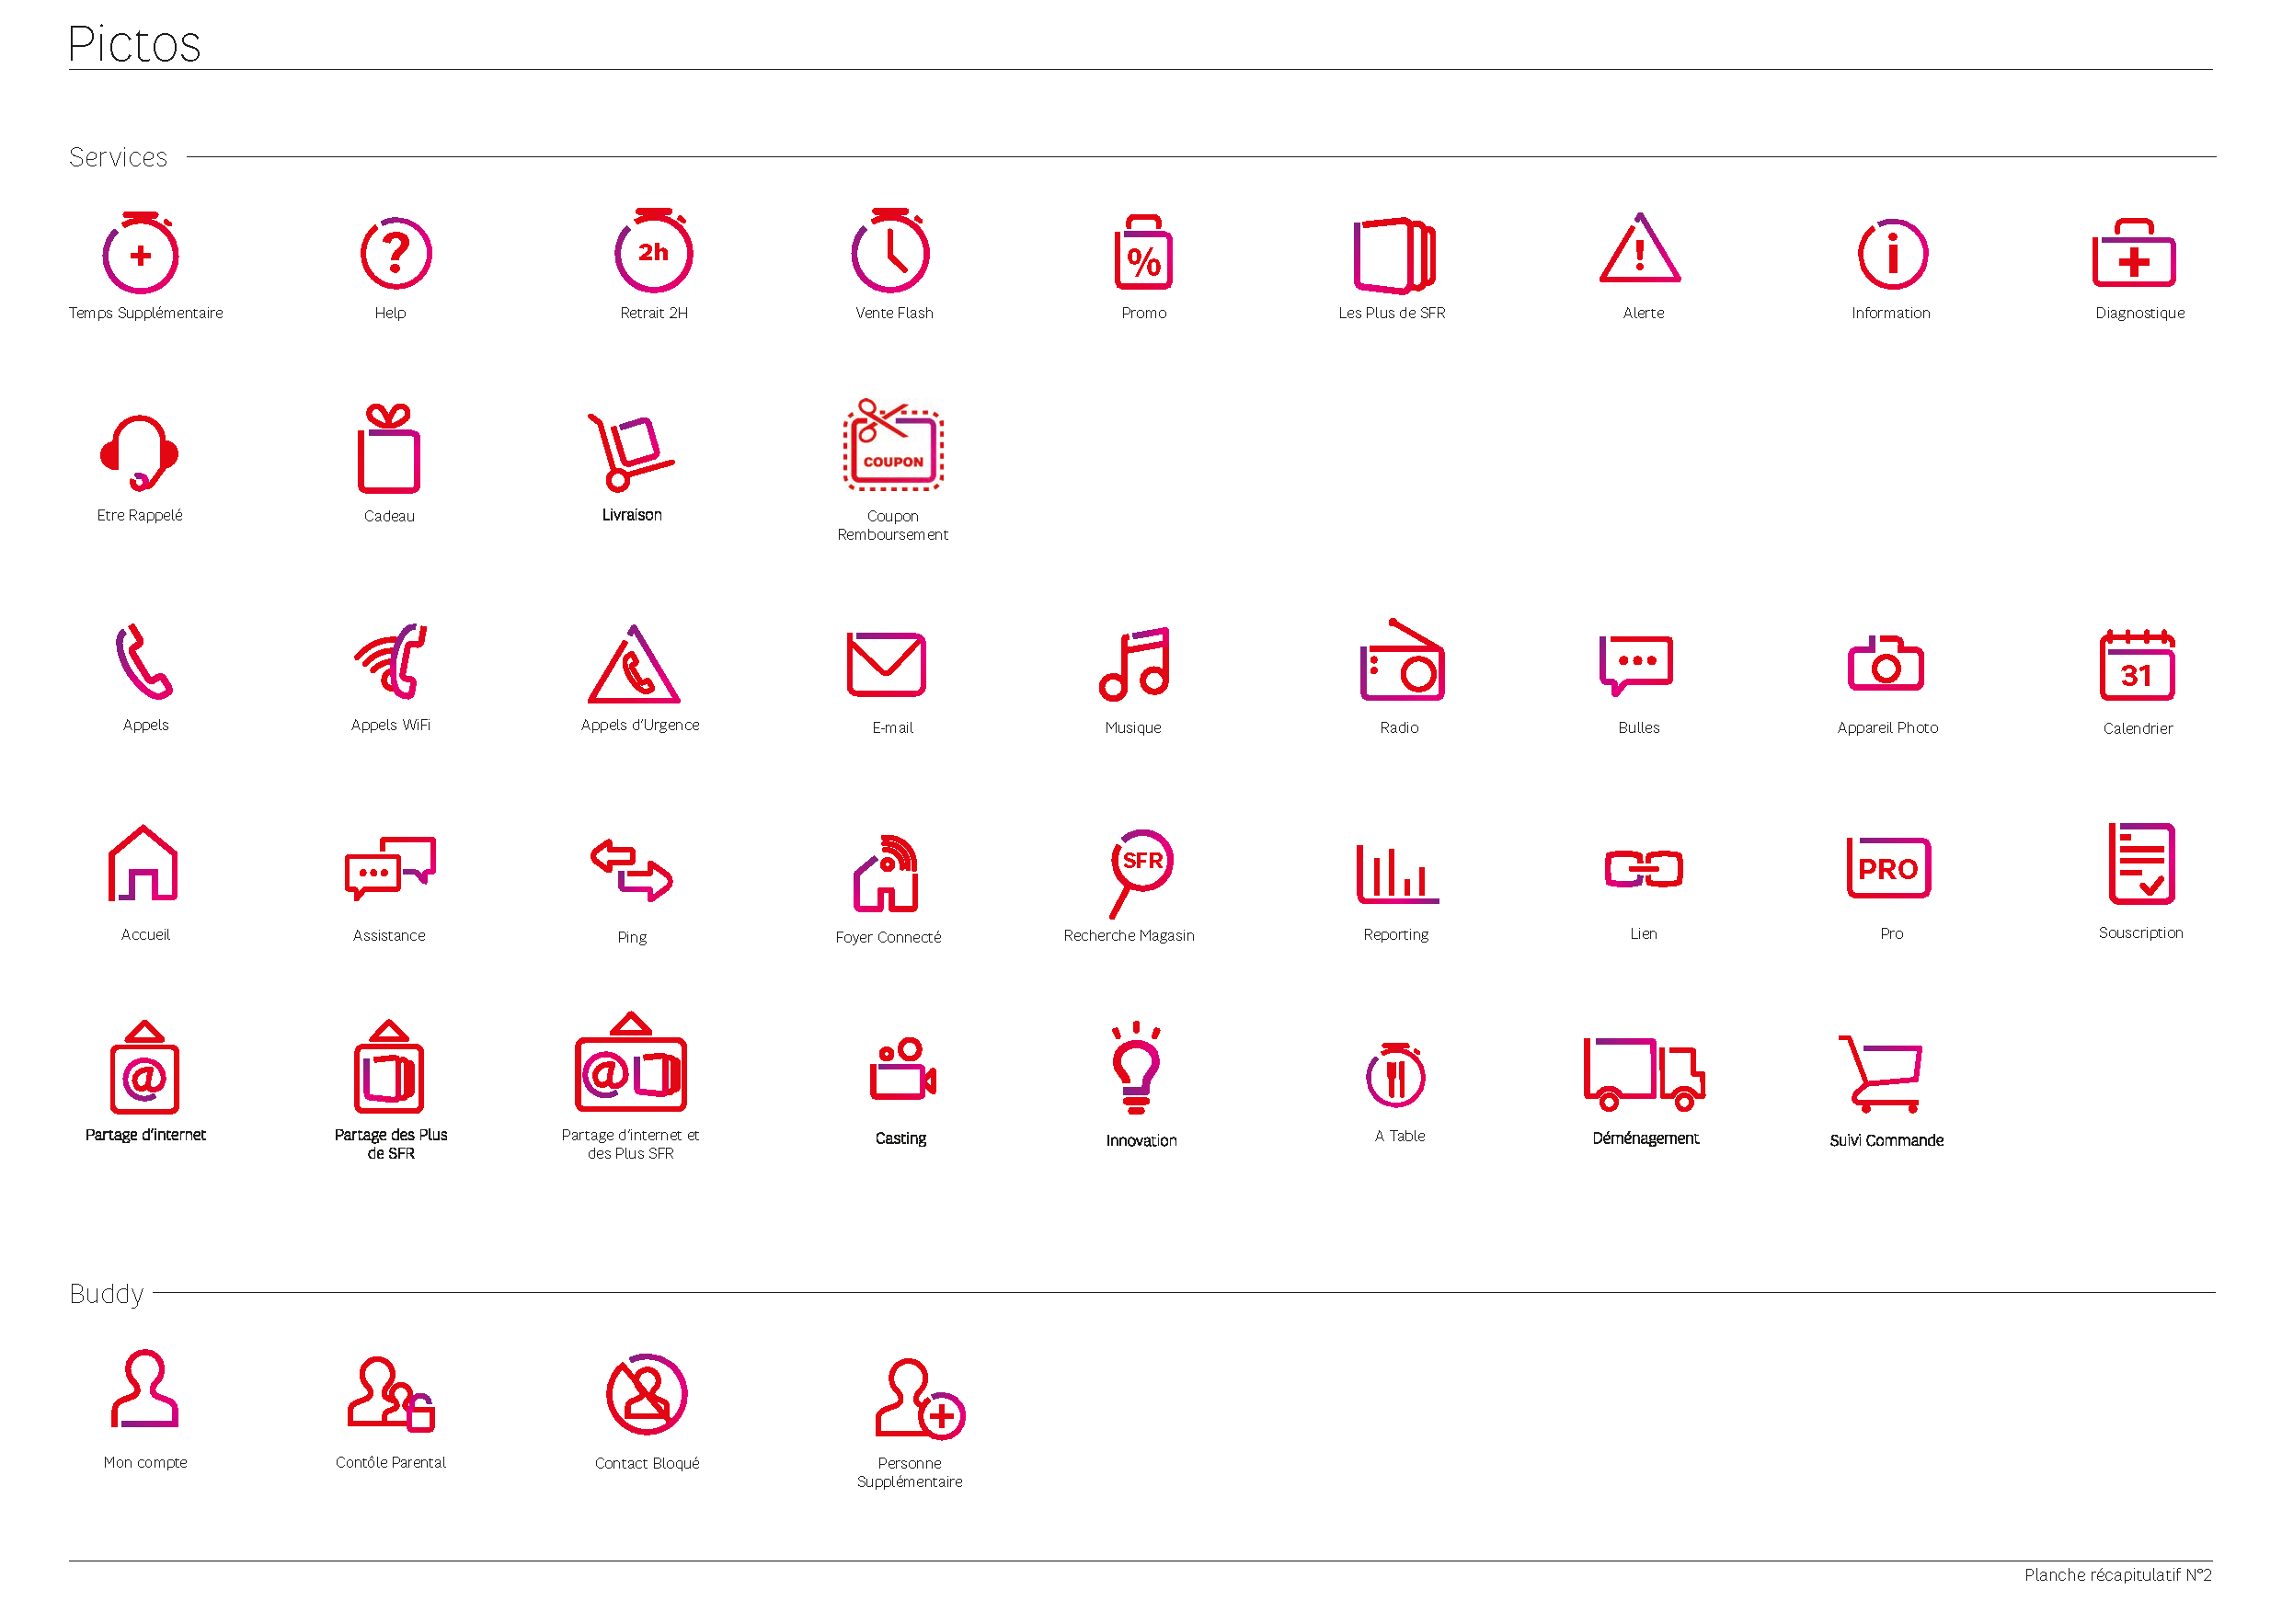 Pictos
Services
2h
%
Temps Supplémentaire
Help
Retrait 2H
Vente Flash
Promo
Les Plus de SFR
Alerte
Information
Diagnostique
COUPON
Etre Rappelé
Cadeau
Livraison
Coupon
Remboursement
31
Appels
Appels WiFi
Appels d'Urgence
E-mail
Musique
Radio
Bulles
Appareil Photo
Calendrier
SFR
PRO
Accueil
Assistance
Ping
Foyer Connecté
Recherche Magasin
Reporting
Lien
Pro
Souscription
@
@
Partage d'internet
Partage des Plus
de SFR
Partage d'internet et
des Plus SFR
Casting
Innovation
A Table
Déménagement
Suivi Commande
Buddy
Mon compte
Contôle Parental
Contact Bloqué
Personne
Supplémentaire
Planche récapitulatif N°2